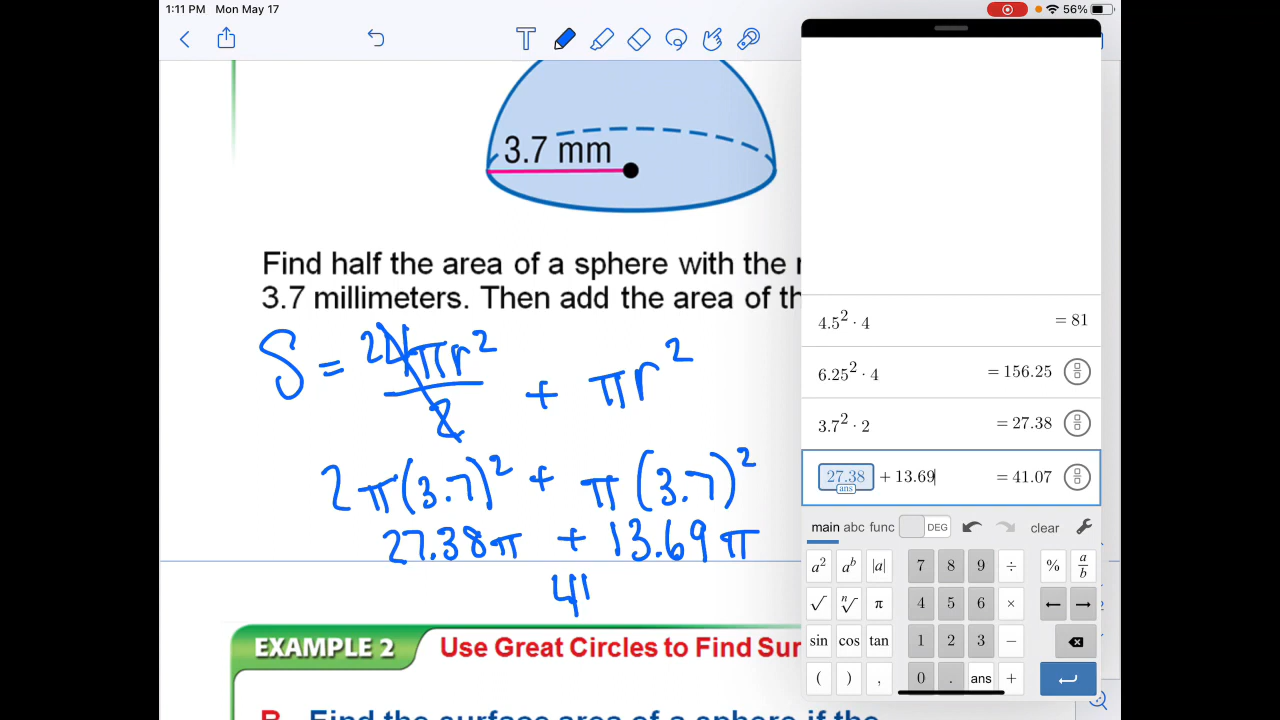 1:11 PM Mon May 17
56%
T
3.7 mm
Find half the area of a sphere with the r
3.7 millimeters. Then add the area of th
S = 2 4πr² / 2 + πr²
2π(3.7)² + π(3.7)²
27.38π + 13.69π
41
EXAMPLE 2 Use Great Circles to Find Sur
B. Find the surface area of a sphere if the
4.5² · 4 = 81
6.25² · 4 = 156.25
3.7² · 2 = 27.38
27.38 + 13.69 = 41.07
ans
main abc func DEG clear
a² aᵇ |a| 7 8 9 ÷ % a/b
√ ⁿ√ π 4 5 6 × ← →
sin cos tan 1 2 3 −
( ) , 0 . ans +